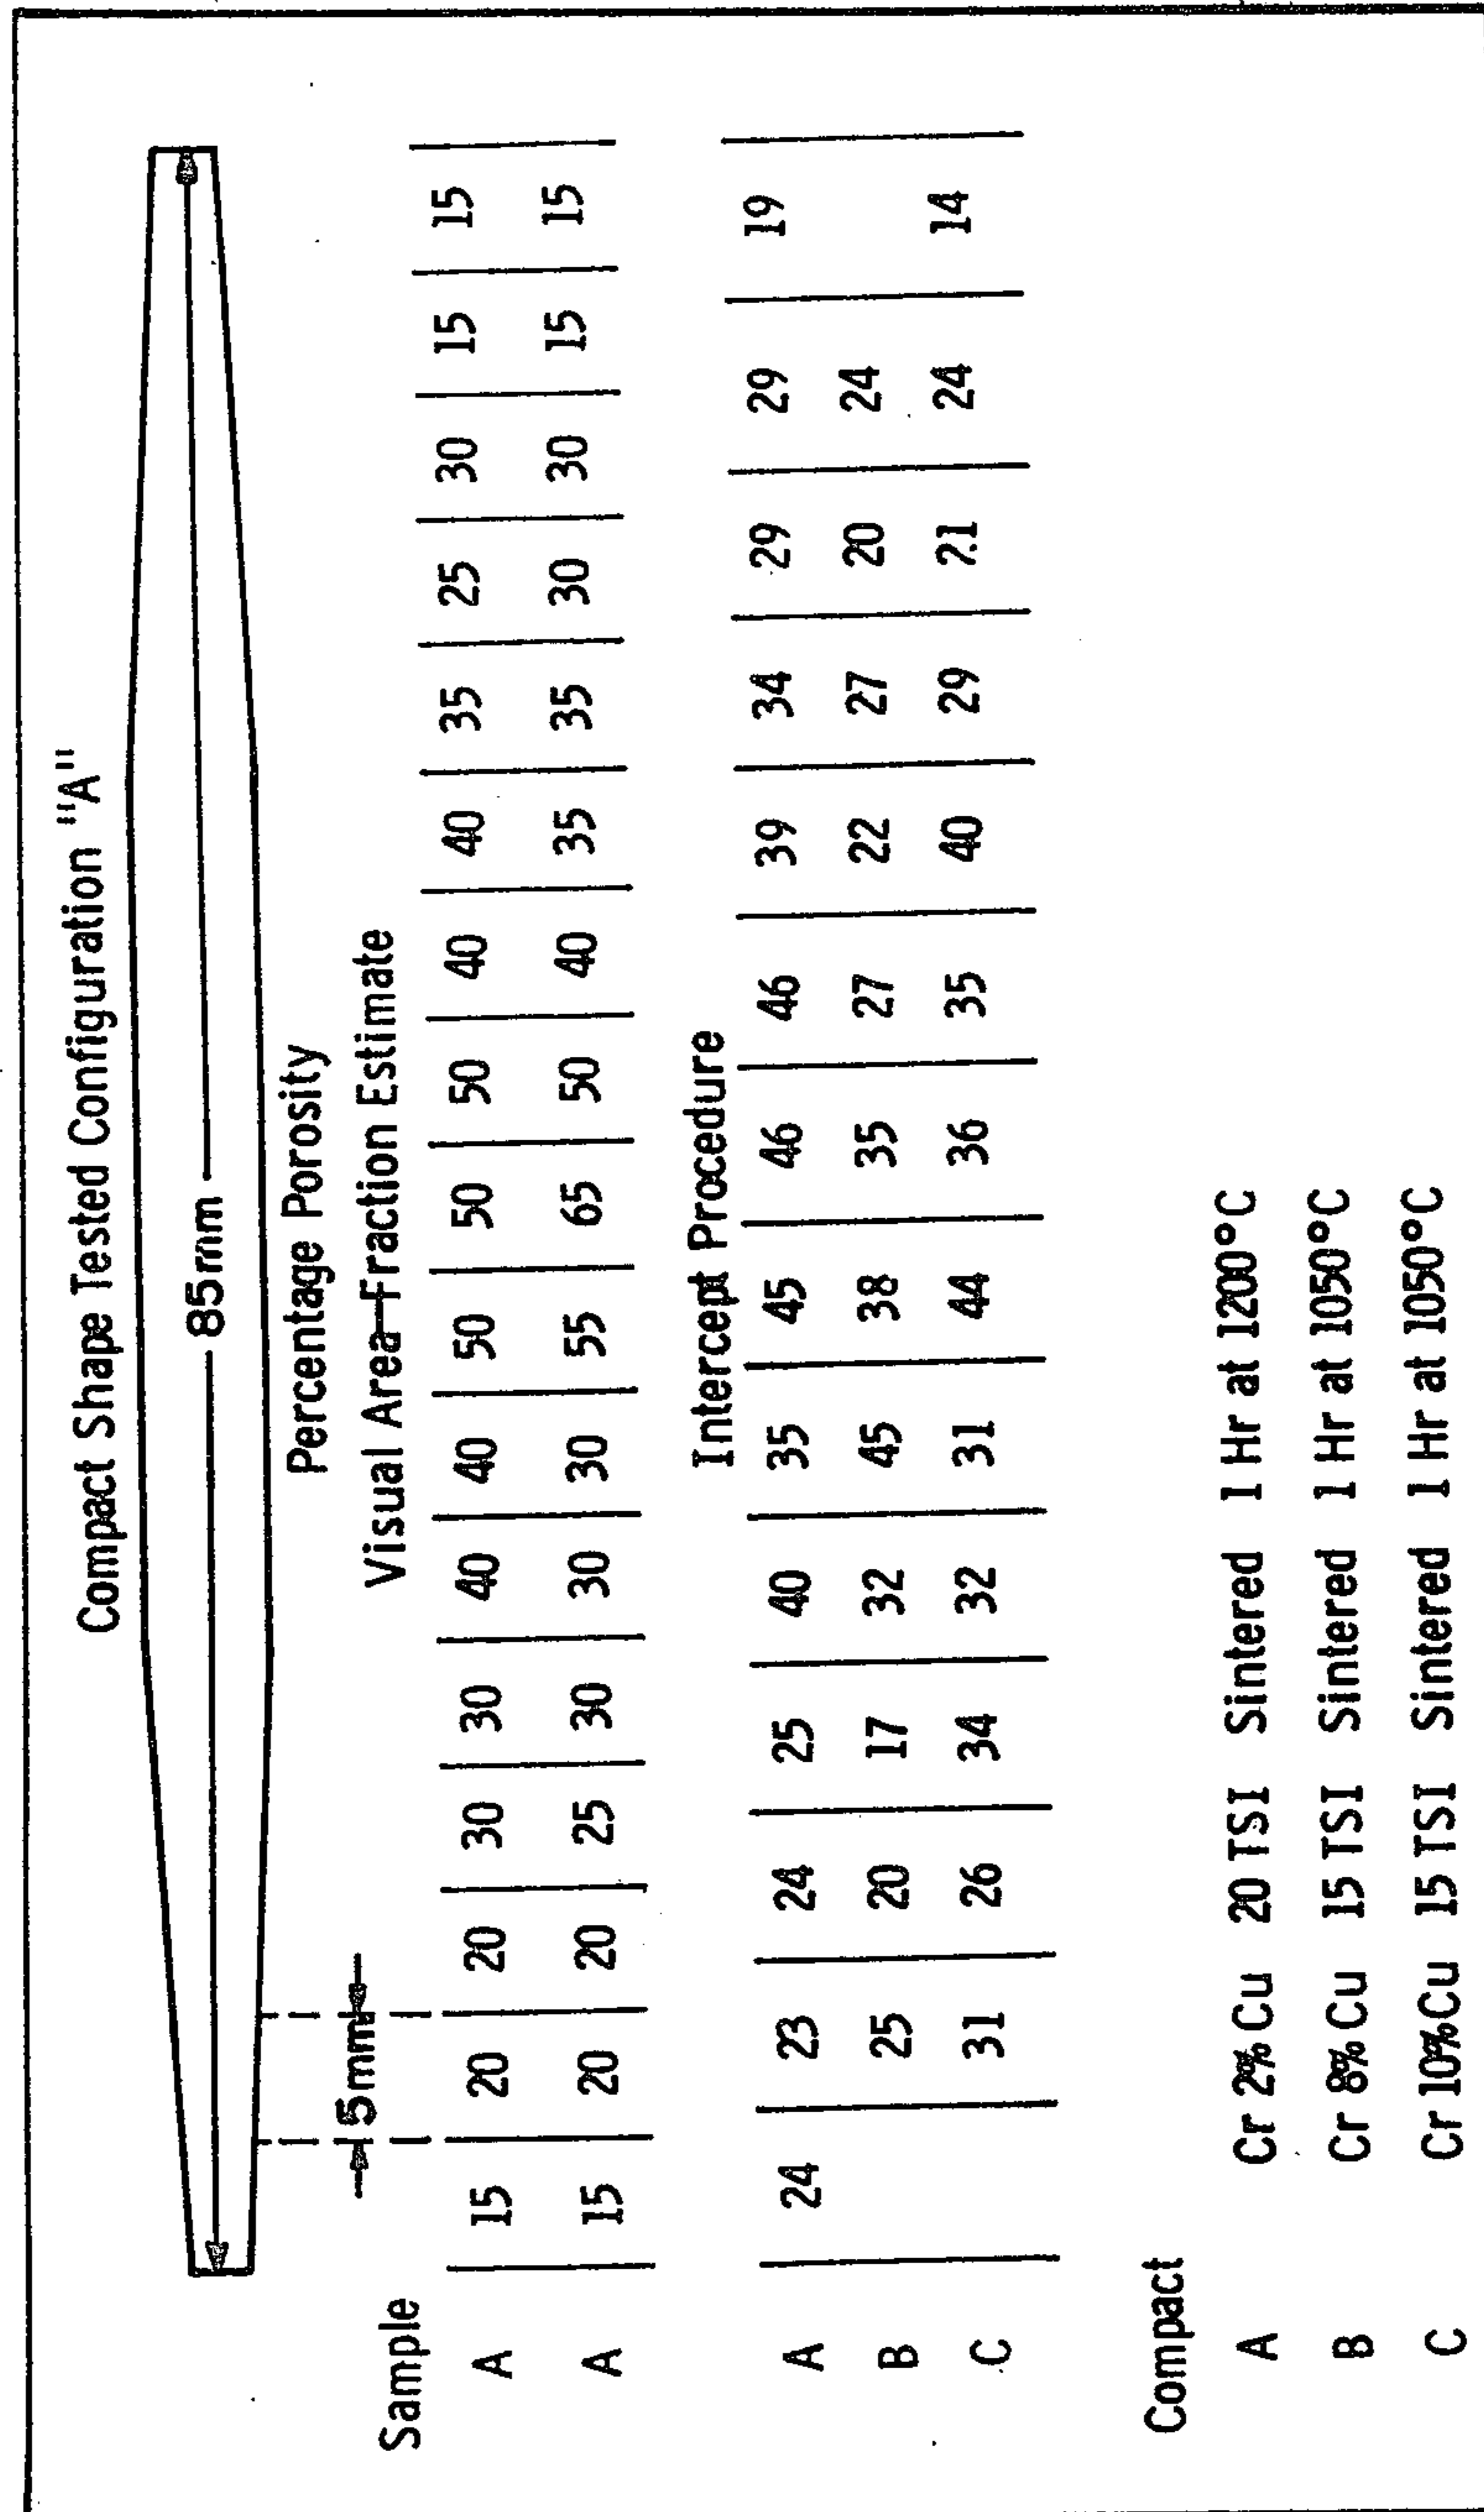 Compact Shape Tested Configuration "A"
85mm
Percentage Porosity
5mm
Visual Area-Fraction Estimate
Sample
A 15 20 20 30 30 40 40 50 50 50 40 40 35 25 30 15 15
A 15 20 20 25 30 30 30 55 65 50 40 35 35 30 30 15 15
Intercept Procedure
A 24 23 24 25 40 35 45 46 46 39 34 29 29 19
B 25 20 17 32 45 38 35 27 22 27 20 24
C 31 26 34 32 31 44 36 35 40 29 21 24 14
Compact
A Cr 2% Cu 20 TSI Sintered 1 Hr at 1200°C
B Cr 8% Cu 15 TSI Sintered 1 Hr at 1050°C
C Cr 10%Cu 15 TSI Sintered 1 Hr at 1050°C